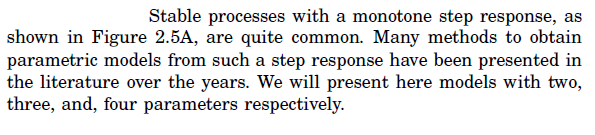 Stable processes with a monotone step response, as
shown in Figure 2.5A, are quite common. Many methods to obtain
parametric models from such a step response have been presented in
the literature over the years. We will present here models with two,
three, and, four parameters respectively.